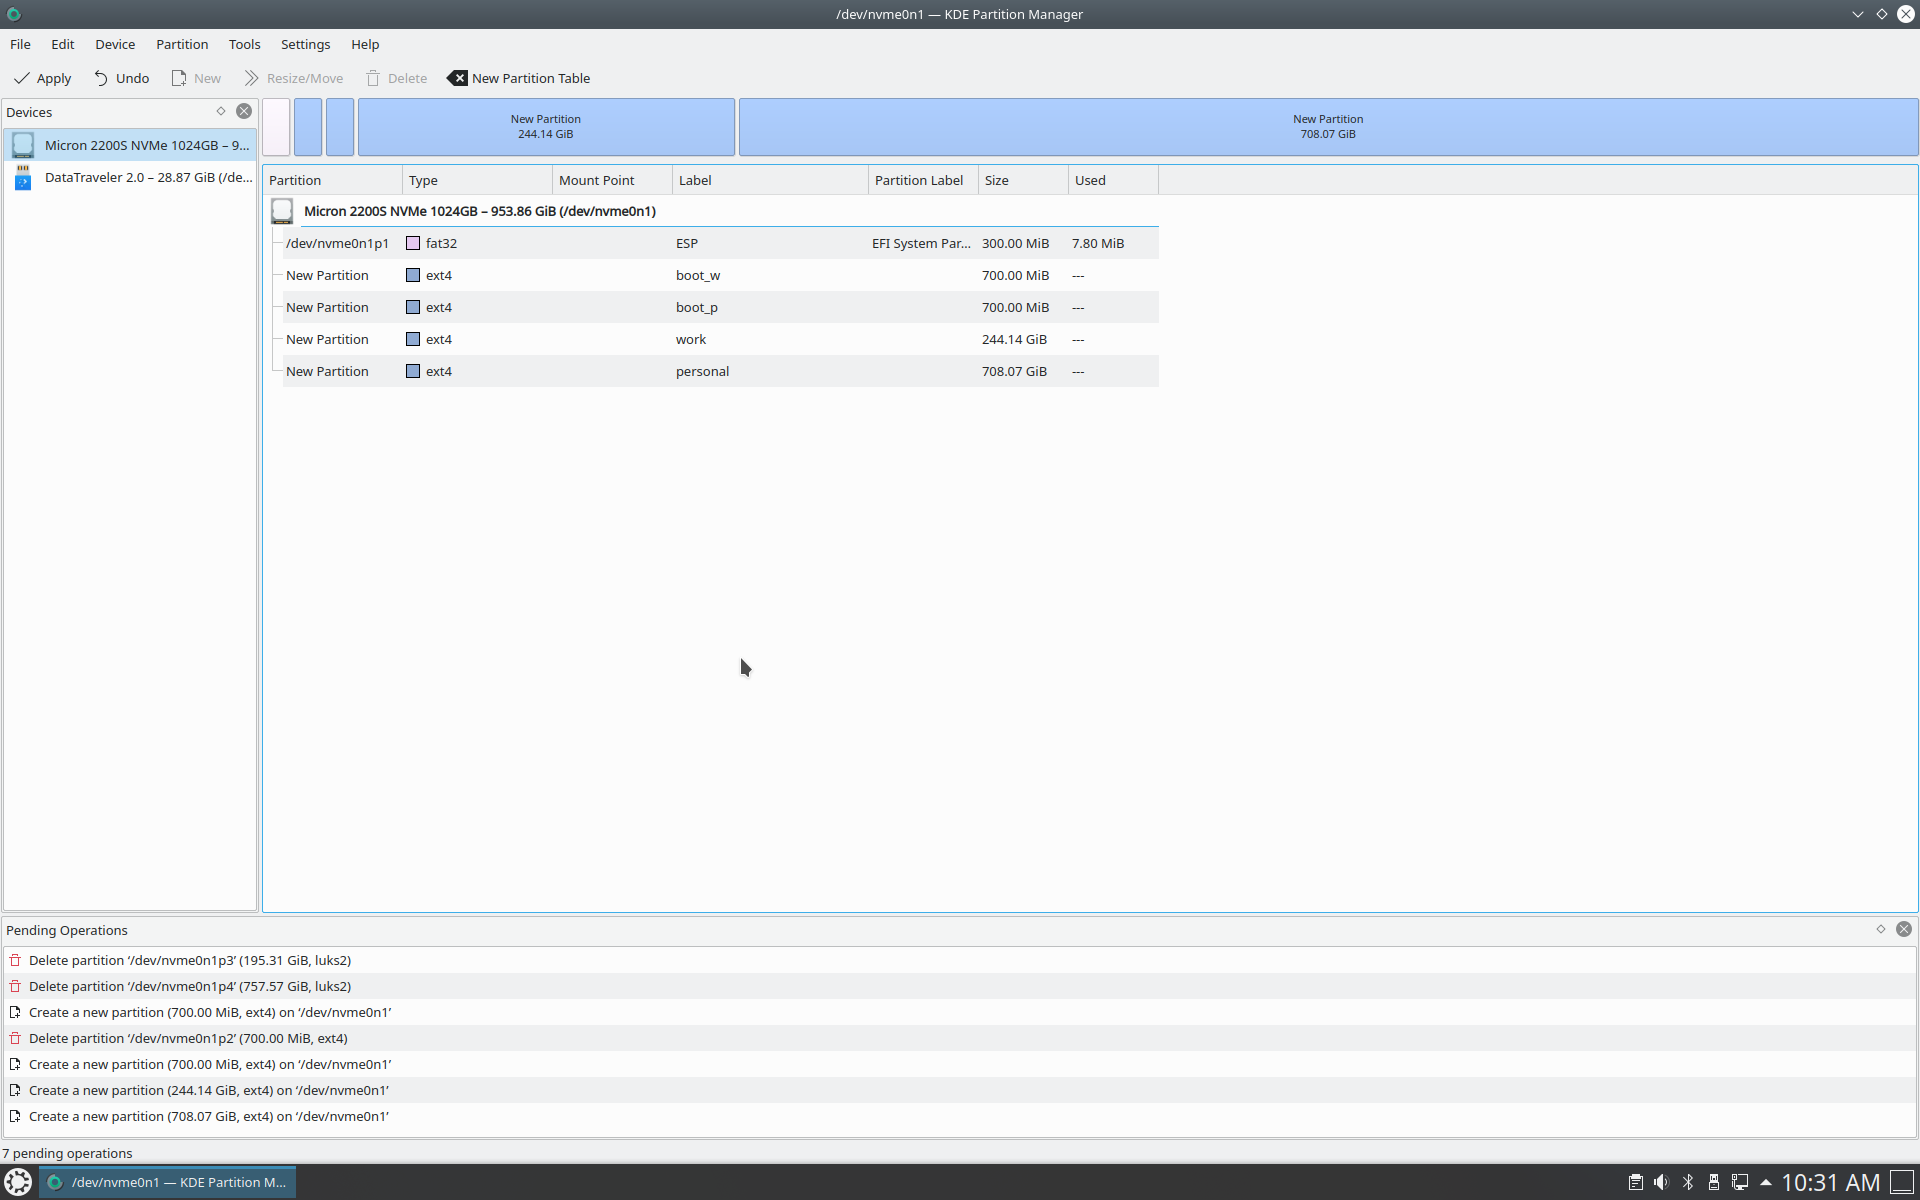 /dev/nvme0n1 — KDE Partition Manager
File Edit Device Partition Tools Settings Help
Apply Undo New Resize/Move Delete New Partition Table
Devices
Micron 2200S NVMe 1024GB – 9...
DataTraveler 2.0 – 28.87 GiB (/de...
New Partition
244.14 GiB
New Partition
708.07 GiB
Partition Type Mount Point Label Partition Label Size Used
Micron 2200S NVMe 1024GB – 953.86 GiB (/dev/nvme0n1)
/dev/nvme0n1p1 fat32 ESP EFI System Par... 300.00 MiB 7.80 MiB
New Partition ext4 boot_w 700.00 MiB ---
New Partition ext4 boot_p 700.00 MiB ---
New Partition ext4 work 244.14 GiB ---
New Partition ext4 personal 708.07 GiB ---
Pending Operations
Delete partition ‘/dev/nvme0n1p3’ (195.31 GiB, luks2)
Delete partition ‘/dev/nvme0n1p4’ (757.57 GiB, luks2)
Create a new partition (700.00 MiB, ext4) on ‘/dev/nvme0n1’
Delete partition ‘/dev/nvme0n1p2’ (700.00 MiB, ext4)
Create a new partition (700.00 MiB, ext4) on ‘/dev/nvme0n1’
Create a new partition (244.14 GiB, ext4) on ‘/dev/nvme0n1’
Create a new partition (708.07 GiB, ext4) on ‘/dev/nvme0n1’
7 pending operations
/dev/nvme0n1 — KDE Partition M...
10:31 AM